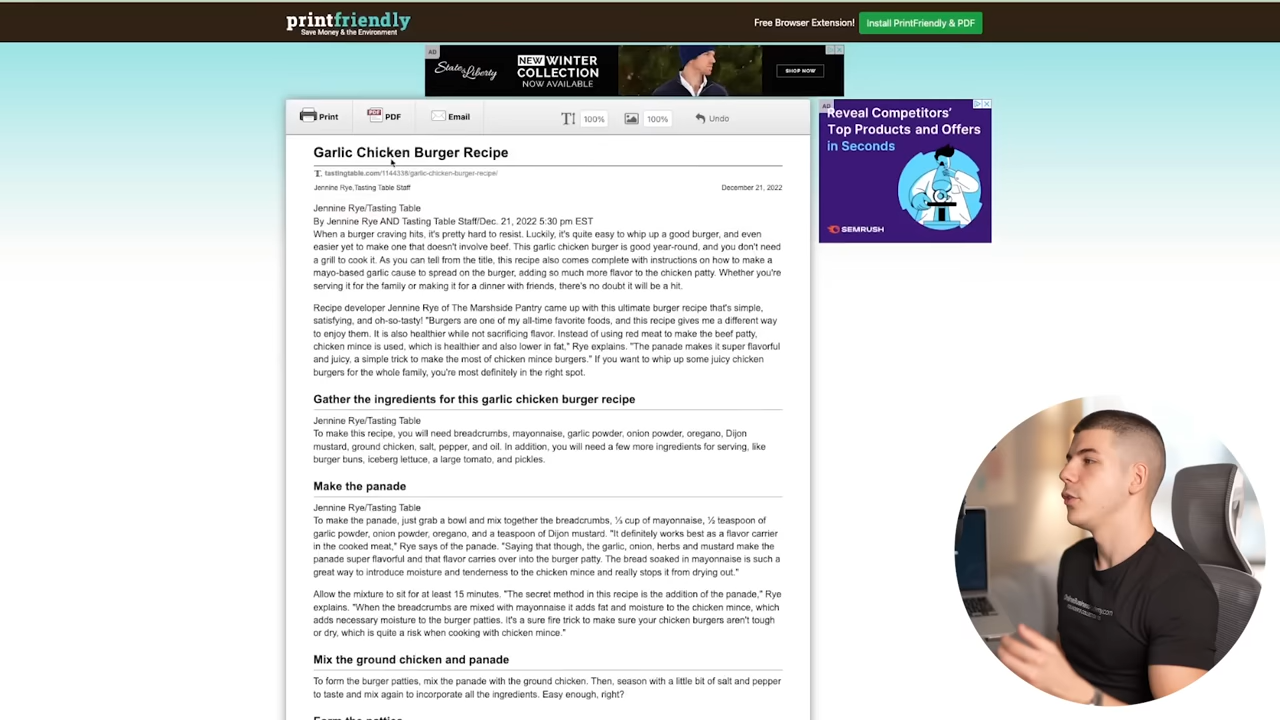 printfriendly
Save Money & the Environment
Free Browser Extension!
Install PrintFriendly & PDF
AD
State & Liberty
NEW WINTER
COLLECTION
NOW AVAILABLE
SHOP NOW
Print
PDF
PDF
Email
100%
100%
Undo
AD
Reveal Competitors'
Top Products and Offers
in Seconds
SEMRUSH
Garlic Chicken Burger Recipe
tastingtable.com/1144338/garlic-chicken-burger-recipe/
Jennine Rye,Tasting Table Staff
December 21, 2022
Jennine Rye/Tasting Table
By Jennine Rye AND Tasting Table Staff/Dec. 21, 2022 5:30 pm EST
When a burger craving hits, it's pretty hard to resist. Luckily, it's quite easy to whip up a good burger, and even
easier yet to make one that doesn't involve beef. This garlic chicken burger is good year-round, and you don't need
a grill to cook it. As you can tell from the title, this recipe also comes complete with instructions on how to make a
mayo-based garlic cause to spread on the burger, adding so much more flavor to the chicken patty. Whether you're
serving it for the family or making it for a dinner with friends, there's no doubt it will be a hit.
Recipe developer Jennine Rye of The Marshside Pantry came up with this ultimate burger recipe that's simple,
satisfying, and oh-so-tasty! "Burgers are one of my all-time favorite foods, and this recipe gives me a different way
to enjoy them. It is also healthier while not sacrificing flavor. Instead of using red meat to make the beef patty,
chicken mince is used, which is healthier and also lower in fat," Rye explains. "The panade makes it super flavorful
and juicy, a simple trick to make the most of chicken mince burgers." If you want to whip up some juicy chicken
burgers for the whole family, you're most definitely in the right spot.
Gather the ingredients for this garlic chicken burger recipe
Jennine Rye/Tasting Table
To make this recipe, you will need breadcrumbs, mayonnaise, garlic powder, onion powder, oregano, Dijon
mustard, ground chicken, salt, pepper, and oil. In addition, you will need a few more ingredients for serving, like
burger buns, iceberg lettuce, a large tomato, and pickles.
Make the panade
Jennine Rye/Tasting Table
To make the panade, just grab a bowl and mix together the breadcrumbs, ⅓ cup of mayonnaise, ½ teaspoon of
garlic powder, onion powder, oregano, and a teaspoon of Dijon mustard. "It definitely works best as a flavor carrier
in the cooked meat," Rye says of the panade. "Saying that though, the garlic, onion, herbs and mustard make the
panade super flavorful and that flavor carries over into the burger patty. The bread soaked in mayonnaise is such a
great way to introduce moisture and tenderness to the chicken mince and really stops it from drying out."
Allow the mixture to sit for at least 15 minutes. "The secret method in this recipe is the addition of the panade," Rye
explains. "When the breadcrumbs are mixed with mayonnaise it adds fat and moisture to the chicken mince, which
adds necessary moisture to the burger patties. It's a sure fire trick to make sure your chicken burgers aren't tough
or dry, which is quite a risk when cooking with chicken mince."
Mix the ground chicken and panade
To form the burger patties, mix the panade with the ground chicken. Then, season with a little bit of salt and pepper
to taste and mix again to incorporate all the ingredients. Easy enough, right?
Form the patties